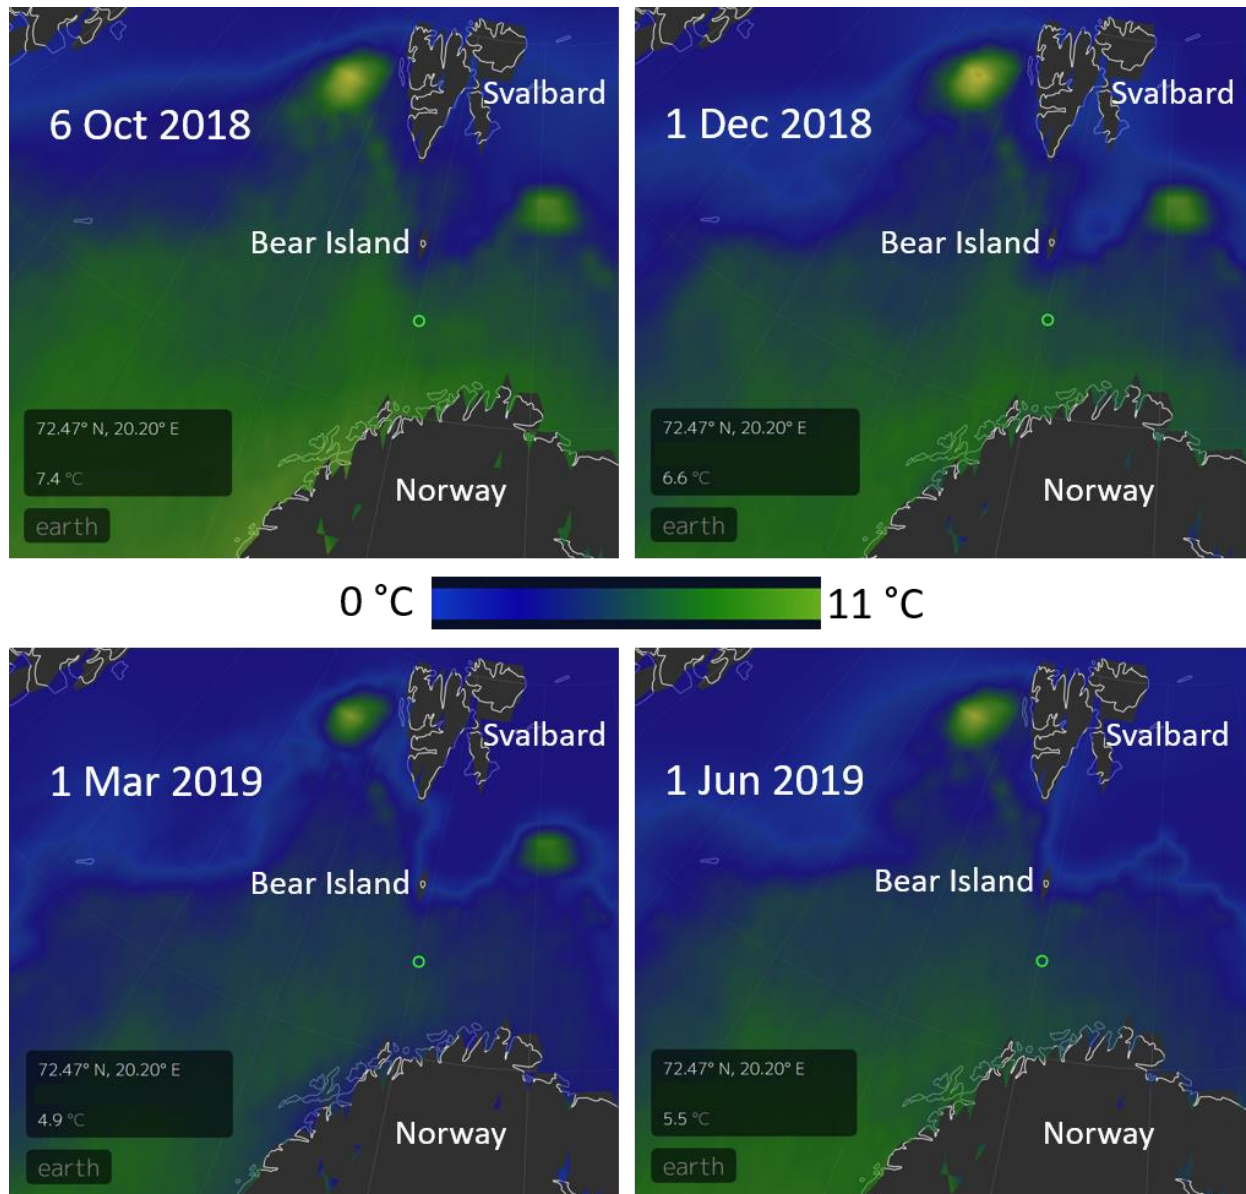 6 Oct 2018
Svalbard
Bear Island
72.47° N, 20.20° E
7.4 °C
earth
Norway
1 Dec 2018
Svalbard
Bear Island
72.47° N, 20.20° E
6.6 °C
earth
Norway
0 °C
11 °C
1 Mar 2019
Svalbard
Bear Island
72.47° N, 20.20° E
4.9 °C
earth
Norway
1 Jun 2019
Svalbard
Bear Island
72.47° N, 20.20° E
5.5 °C
earth
Norway